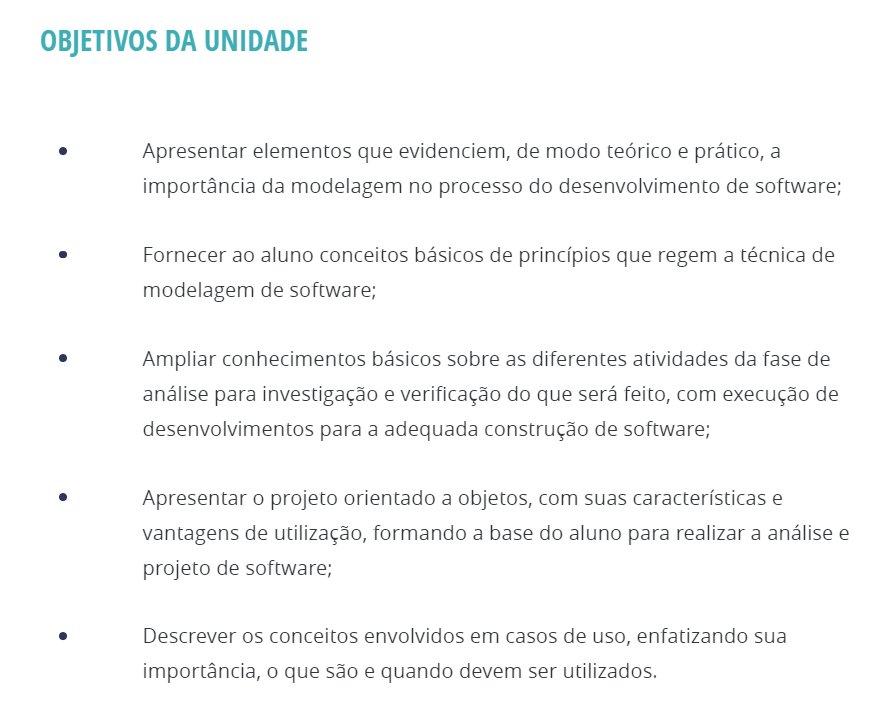 OBJETIVOS DA UNIDADE
• Apresentar elementos que evidenciem, de modo teórico e prático, a
importância da modelagem no processo do desenvolvimento de software;
• Fornecer ao aluno conceitos básicos de princípios que regem a técnica de
modelagem de software;
• Ampliar conhecimentos básicos sobre as diferentes atividades da fase de
análise para investigação e verificação do que será feito, com execução de
desenvolvimentos para a adequada construção de software;
• Apresentar o projeto orientado a objetos, com suas características e
vantagens de utilização, formando a base do aluno para realizar a análise e
projeto de software;
• Descrever os conceitos envolvidos em casos de uso, enfatizando sua
importância, o que são e quando devem ser utilizados.